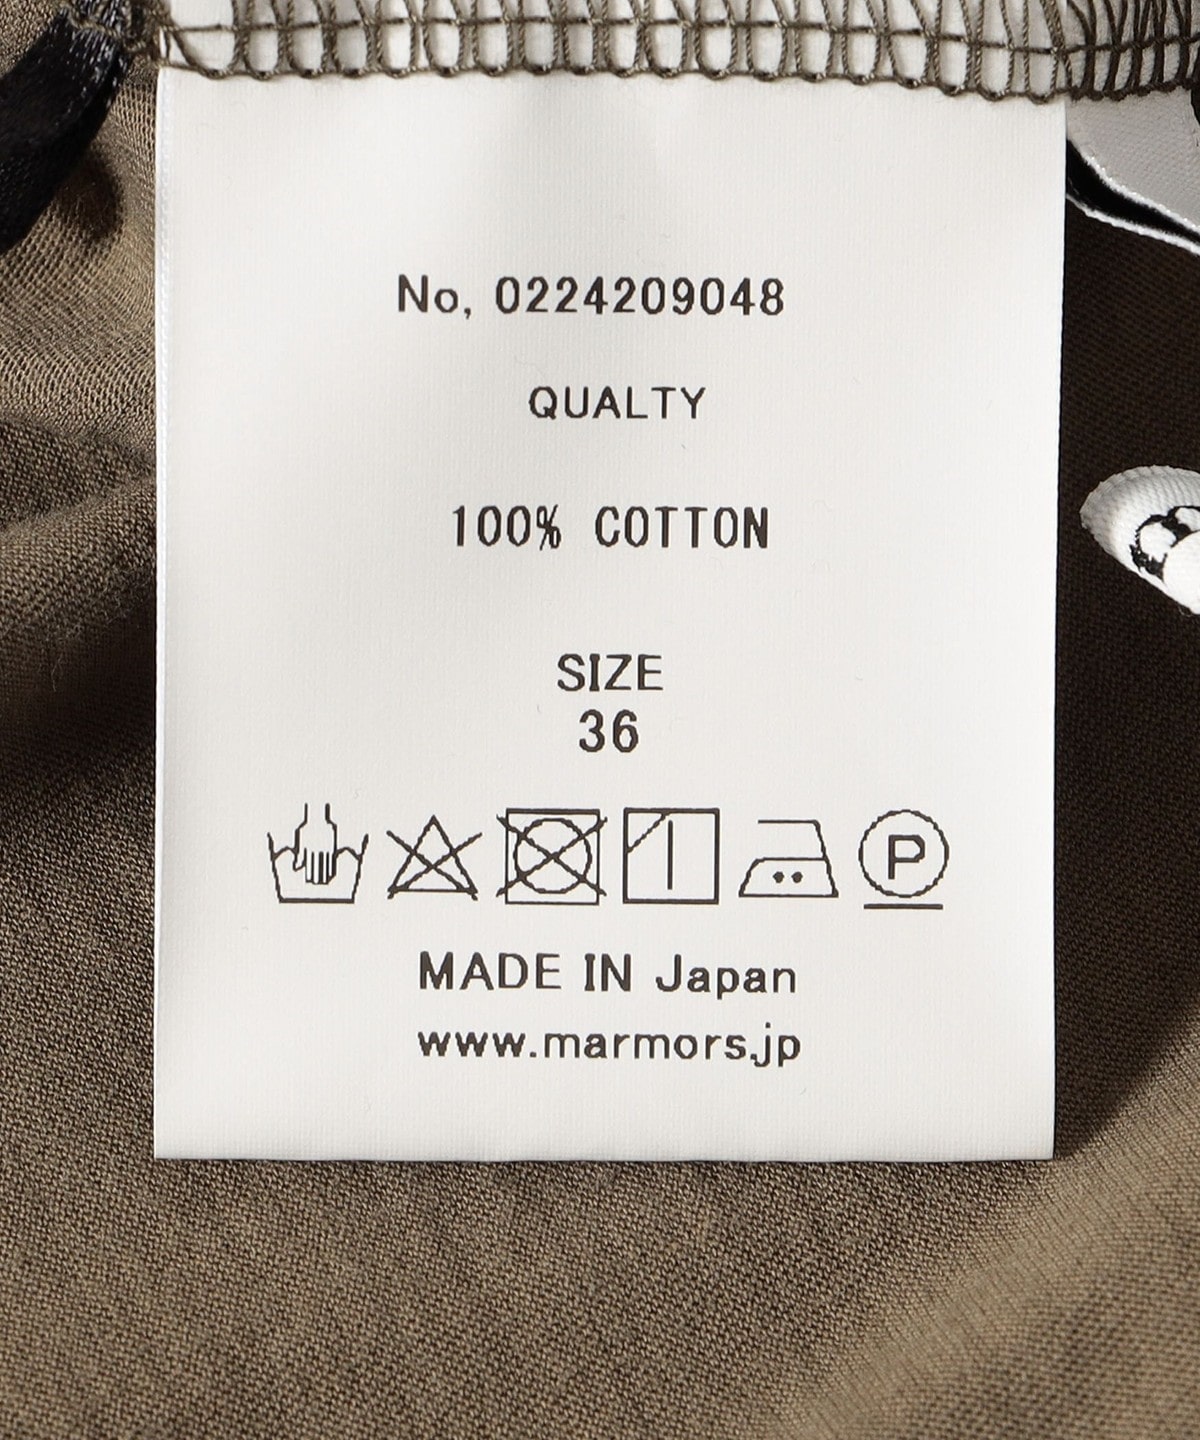 No, 0224209048
QUALTY
100% COTTON
SIZE
36
P
MADE IN Japan
www.marmors.jp